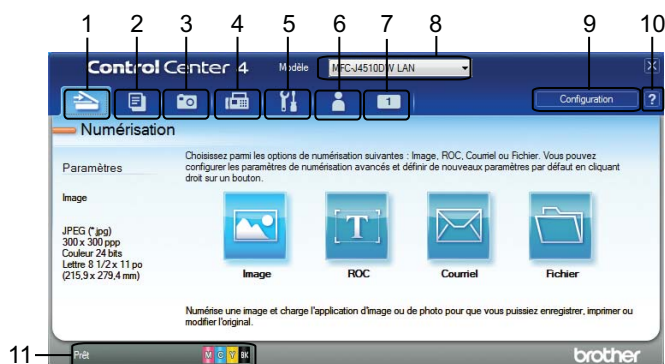 1 2 3 4 5 6 7 8 9 10
Control Center 4 Modèle MFC-J4510DW LAN
1 Configuration ?
Numérisation
Paramètres
Choisissez parmi les options de numérisation suivantes : Image, ROC, Courriel ou Fichier. Vous pouvez
configurer les paramètres de numérisation avancés et définir de nouveaux paramètres par défaut en cliquant
droit sur un bouton.
Image
JPEG (*.jpg)
300 x 300 ppp
Couleur 24 bits
Lettre 8 1/2 x 11 po
(215,9 x 279,4 mm)
T
Image ROC Courriel Fichier
Numérise une image et charge l'application d'image ou de photo pour que vous puissiez enregistrer, imprimer ou
modifier l'original.
11 Prêt M C Y BK brother